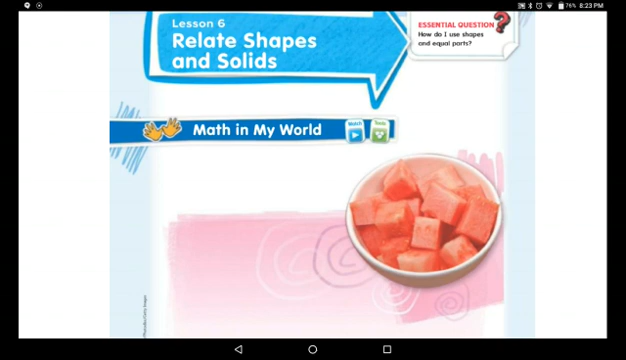 76% 8:23 PM
Lesson 6
Relate Shapes
and Solids
ESSENTIAL QUESTION
How do I use shapes
and equal parts?
?
Math in My World
Watch
Tools